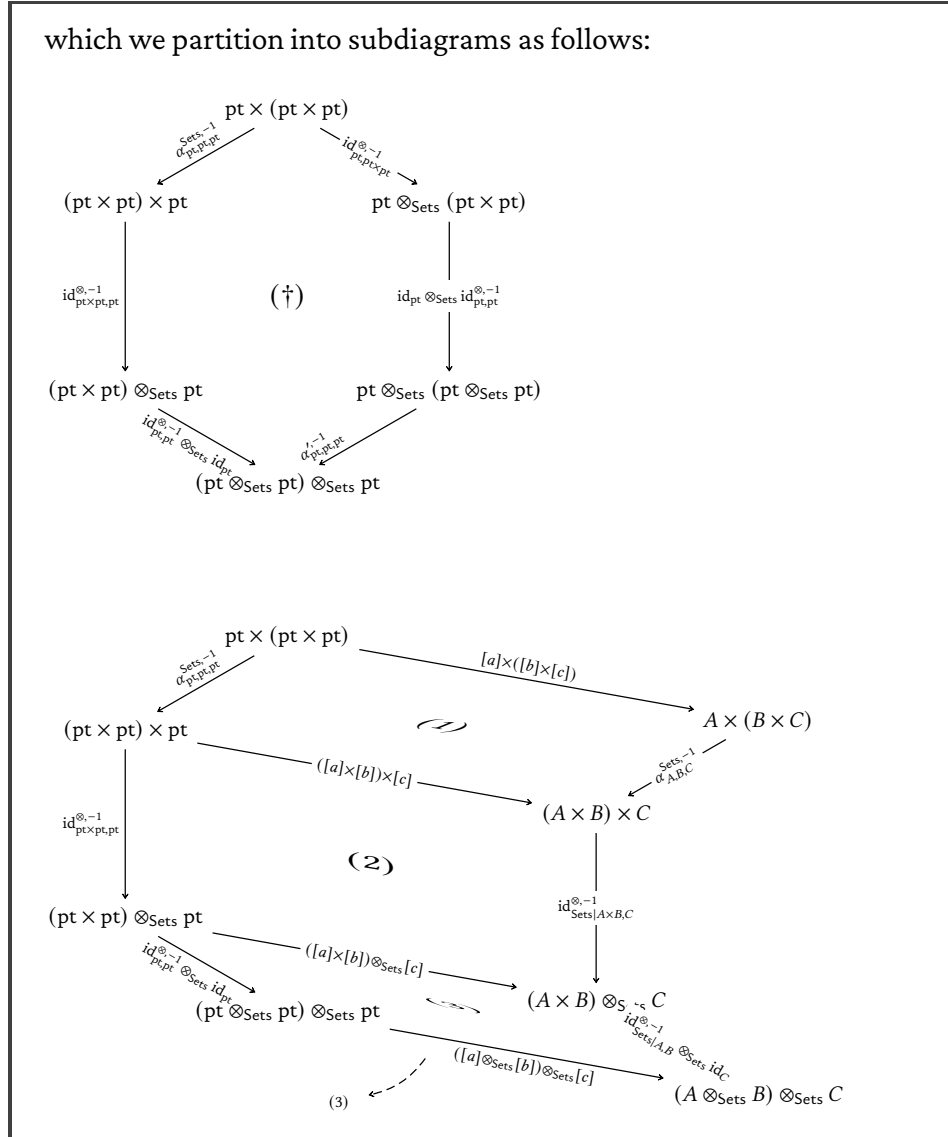 which we partition into subdiagrams as follows:
pt × (pt × pt)
α^{Sets,−1}_{pt,pt,pt}
id^{⊗,−1}_{pt,pt×pt}
(pt × pt) × pt
pt ⊗_{Sets} (pt × pt)
id^{⊗,−1}_{pt×pt,pt}
(†)
id_{pt} ⊗_{Sets} id^{⊗,−1}_{pt,pt}
(pt × pt) ⊗_{Sets} pt
pt ⊗_{Sets} (pt ⊗_{Sets} pt)
id^{⊗,−1}_{pt,pt} ⊗_{Sets} id_{pt}
α^{′,−1}_{pt,pt,pt}
(pt ⊗_{Sets} pt) ⊗_{Sets} pt
pt × (pt × pt)
α^{Sets,−1}_{pt,pt,pt}
[a]×([b]×[c])
(pt × pt) × pt
(1)
A × (B × C)
([a]×[b])×[c]
α^{Sets,−1}_{A,B,C}
(A × B) × C
id^{⊗,−1}_{pt×pt,pt}
(2)
id^{⊗,−1}_{Sets|A×B,C}
(pt × pt) ⊗_{Sets} pt
([a]×[b])⊗_{Sets}[c]
id^{⊗,−1}_{pt,pt} ⊗_{Sets} id_{pt}
(pt ⊗_{Sets} pt) ⊗_{Sets} pt
(3)
(A × B) ⊗_{Sets} C
id^{⊗,−1}_{Sets|A,B} ⊗_{Sets} id_C
([a]⊗_{Sets}[b])⊗_{Sets}[c]
(3)
(A ⊗_{Sets} B) ⊗_{Sets} C